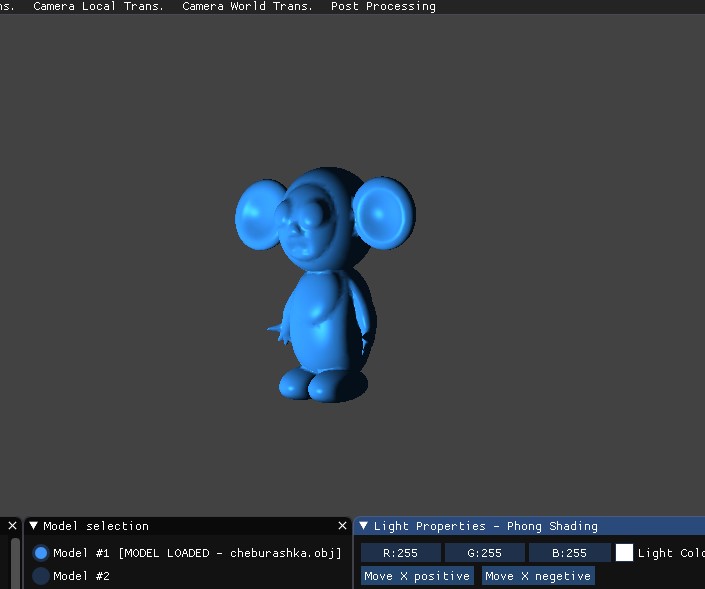 ns. Camera Local Trans. Camera World Trans. Post Processing
Model selection
Model #1 [MODEL LOADED - cheburashka.obj]
Model #2
Light Properties - Phong Shading
R:255 G:255 B:255 Light Colo
Move X positive Move X negetive